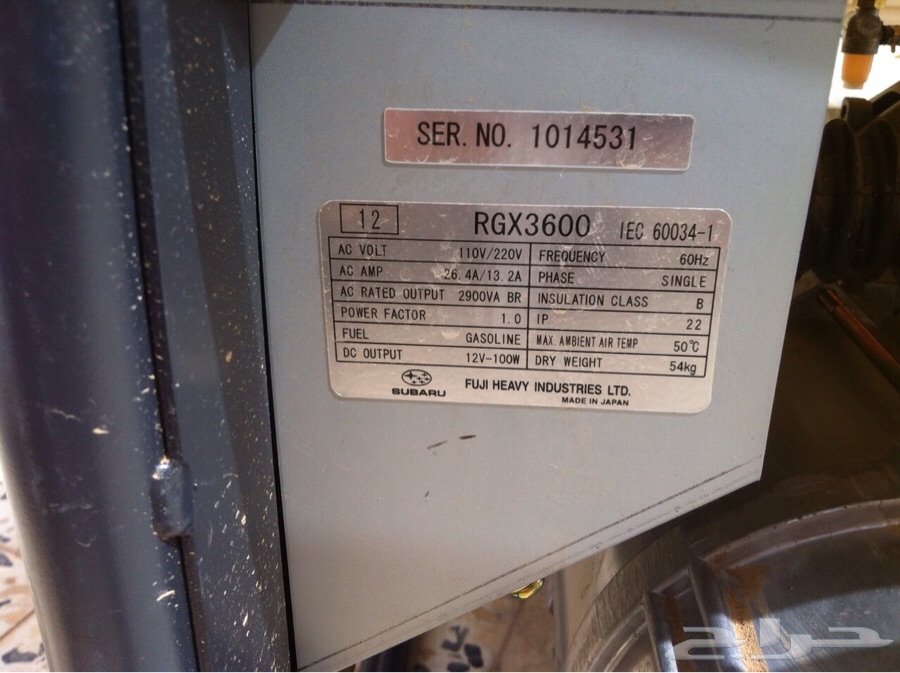 SER. NO. 1014531
12 RGX3600 IEC 60034-1
AC VOLT 110V/220V FREQUENCY 60Hz
AC AMP 26.4A/13.2A PHASE SINGLE
AC RATED OUTPUT 2900VA BR INSULATION CLASS B
POWER FACTOR 1.0 IP 22
FUEL GASOLINE MAX. AMBIENT AIR TEMP 50℃
DC OUTPUT 12V-100W DRY WEIGHT 54kg
SUBARU FUJI HEAVY INDUSTRIES LTD.
MADE IN JAPAN
حراج